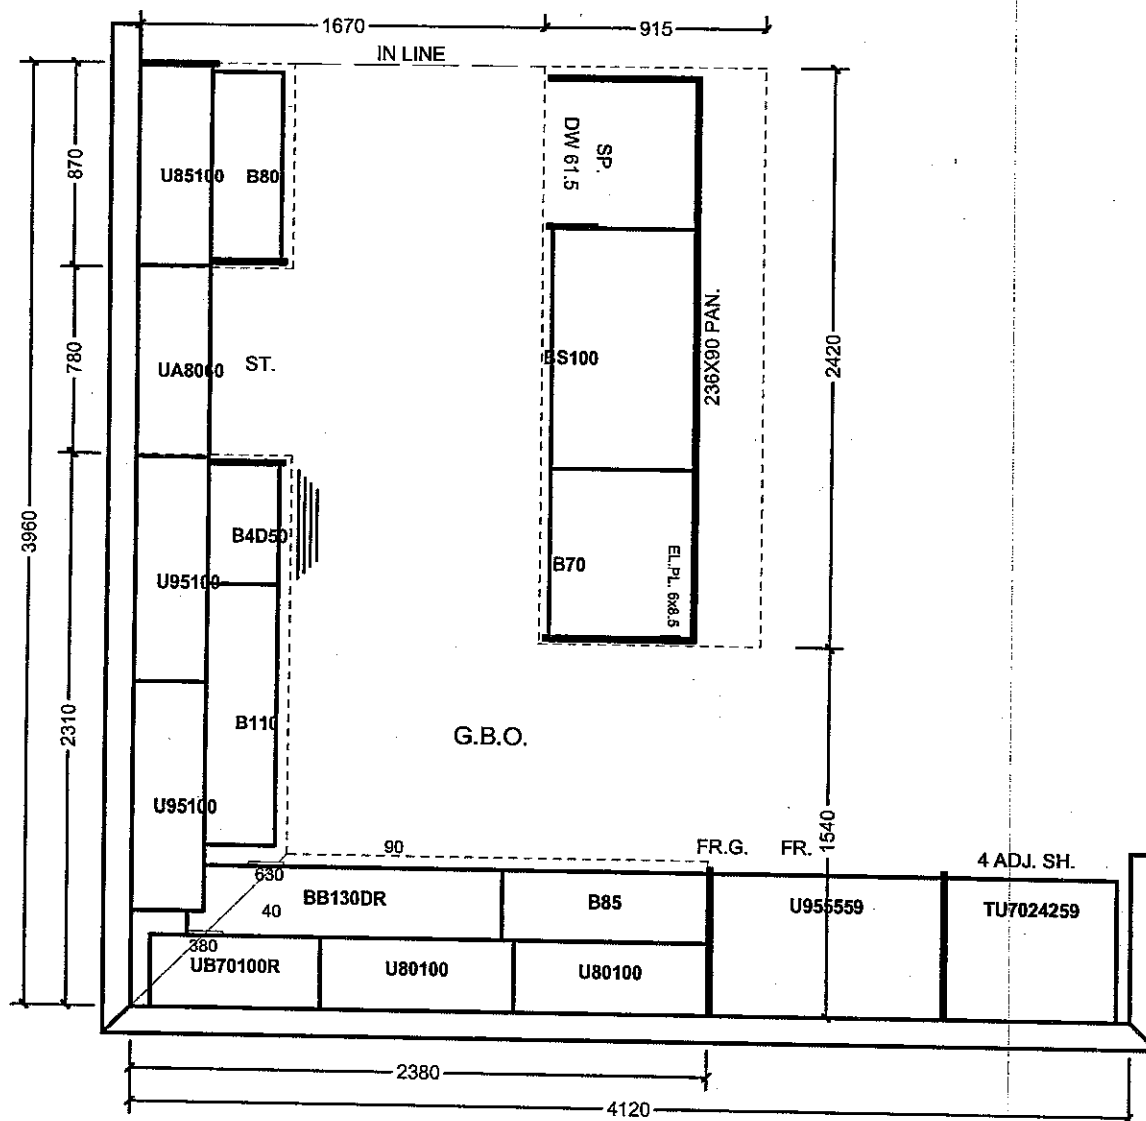 1670
915
IN LINE
870
U85100
B80
SP.
DW 61.5
780
UA8060
ST.
BS100
236X90 PAN.
2420
3960
B4D50
U95100
B70
EL.PL. 6x8.5
2310
B110
G.B.O.
U95100
1540
90
FR.G.
FR.
4 ADJ. SH.
630
BB130DR
B85
U955559
TU7024259
40
380
UB70100R
U80100
U80100
2380
4120